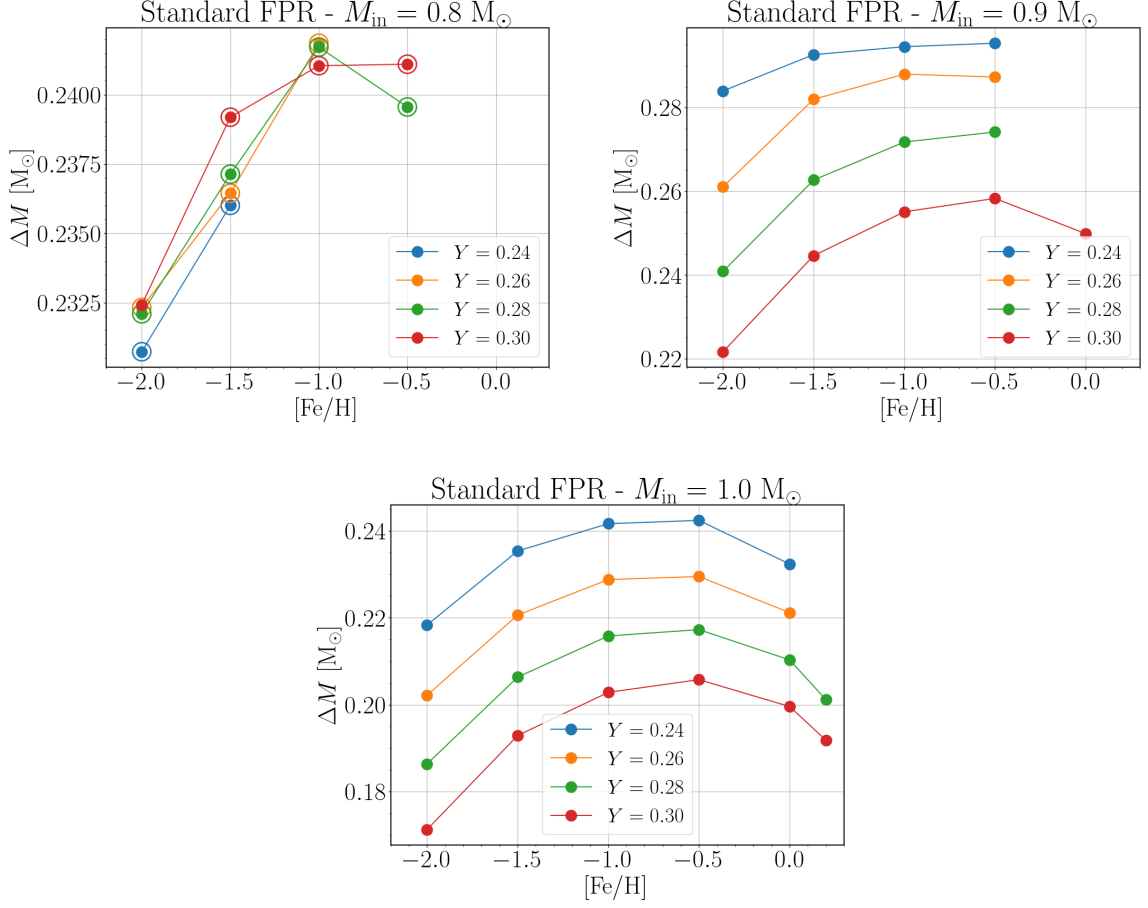 Standard FPR - M_in = 0.8 M_⊙
ΔM [M_⊙]
0.2400
0.2375
0.2350
0.2325
Y = 0.24
Y = 0.26
Y = 0.28
Y = 0.30
−2.0 −1.5 −1.0 −0.5 0.0
[Fe/H]
Standard FPR - M_in = 0.9 M_⊙
ΔM [M_⊙]
0.28
0.26
0.24
0.22
Y = 0.24
Y = 0.26
Y = 0.28
Y = 0.30
−2.0 −1.5 −1.0 −0.5 0.0
[Fe/H]
Standard FPR - M_in = 1.0 M_⊙
ΔM [M_⊙]
0.24
0.22
0.20
0.18
Y = 0.24
Y = 0.26
Y = 0.28
Y = 0.30
−2.0 −1.5 −1.0 −0.5 0.0
[Fe/H]